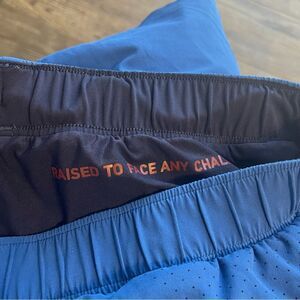 RAISED TO FACE ANY CHAL